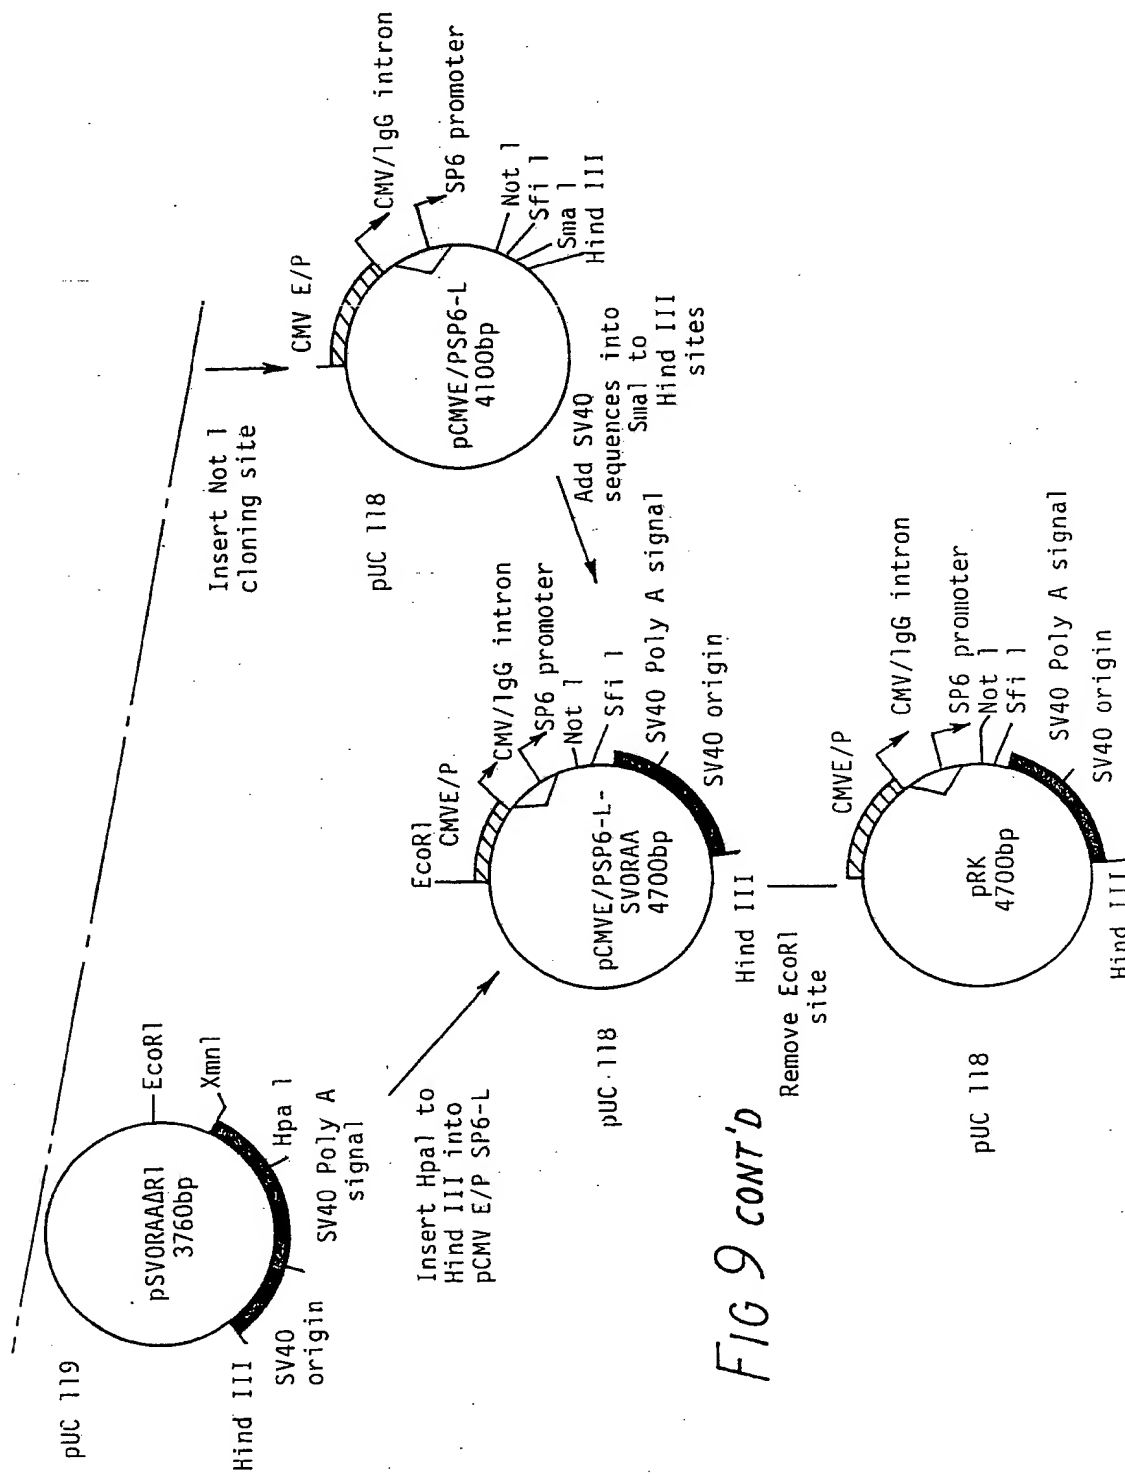 pUC 119
pSVORAAΔR1
3760bp
EcoR1
Xmn1
Hpa 1
SV40 Poly A
signal
SV40
origin
Hind III
Insert Not 1
cloning site
CMV E/P
CMV/1gG intron
SP6 promoter
Not 1
Sfi 1
Sma 1
Hind III
pCMVE/PSP6-L
4100bp
pUC 118
Insert Hpa1 to
Hind III into
pCMV E/P SP6-L
Add SV40
sequences into
Sma1 to
Hind III
sites
EcoR1
CMVE/P
CMV/1gG intron
SP6 promoter
Not 1
Sfi 1
SV40 Poly A signal
SV40 origin
Hind III
pCMVE/PSP6-L-
SVORAA
4700bp
pUC 118
Remove EcoR1
site
CMVE/P
CMV/1gG intron
SP6 promoter
Not 1
Sfi 1
SV40 Poly A signal
SV40 origin
Hind III
pRK
4700bp
pUC 118
FIG 9 CONT'D